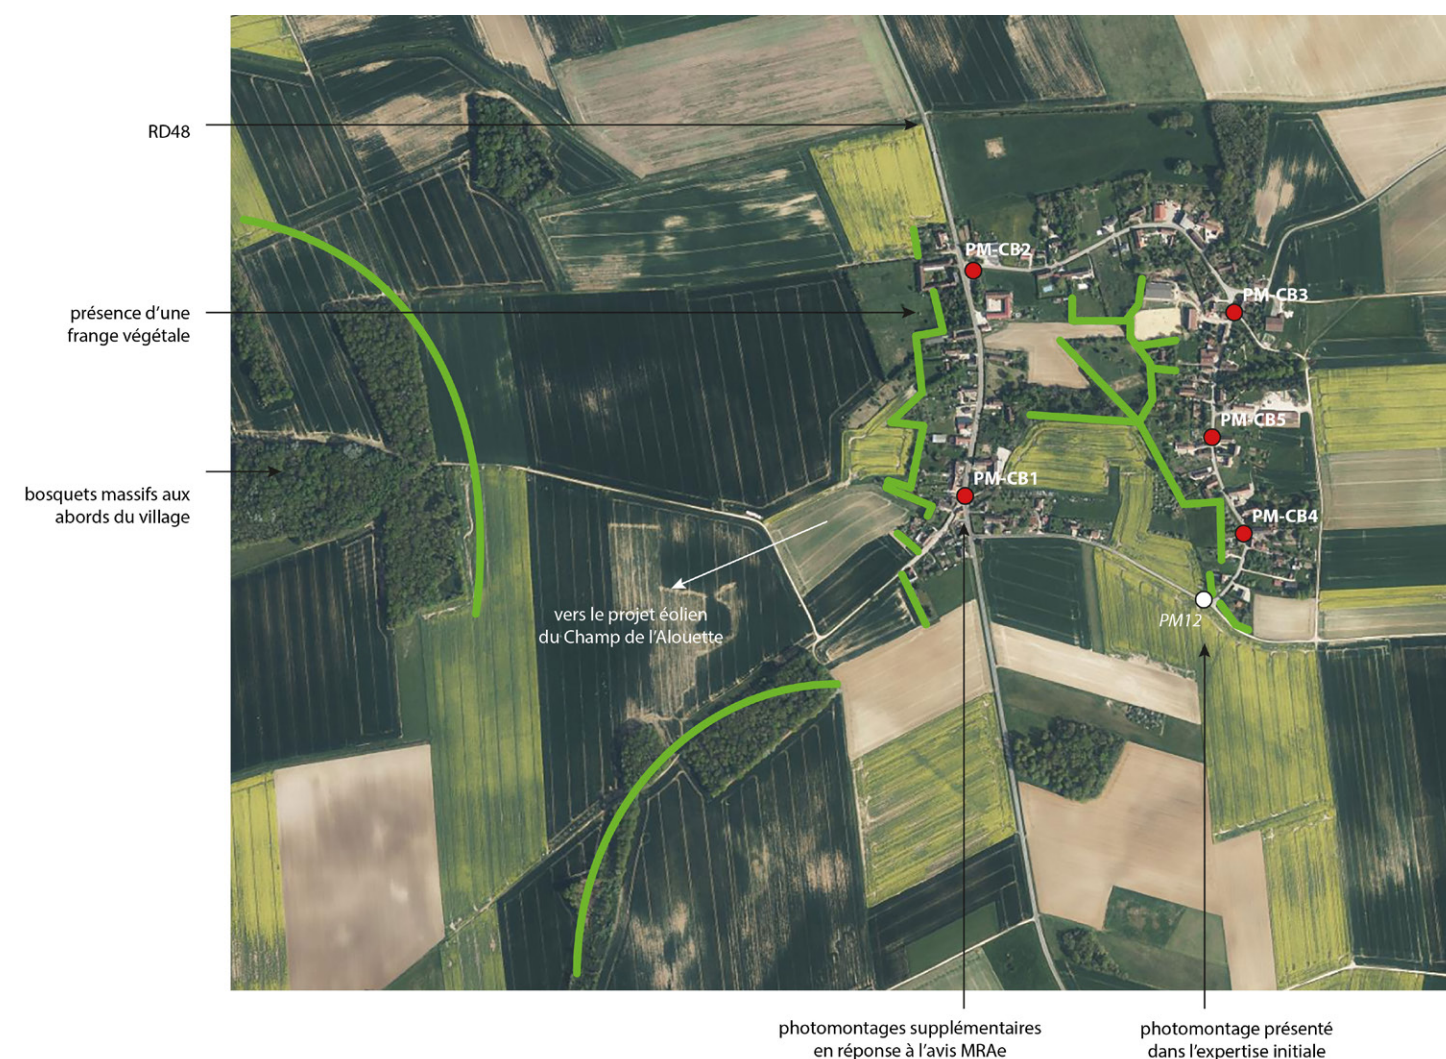 RD48
PM-CB2
PM-CB3
présence d'une
frange végétale
PM-CB5
bosquets massifs aux
abords du village
PM-CB1
PM-CB4
vers le projet éolien
du Champ de l'Alouette
PM12
photomontages supplémentaires
en réponse à l'avis MRAe
photomontage présenté
dans l'expertise initiale